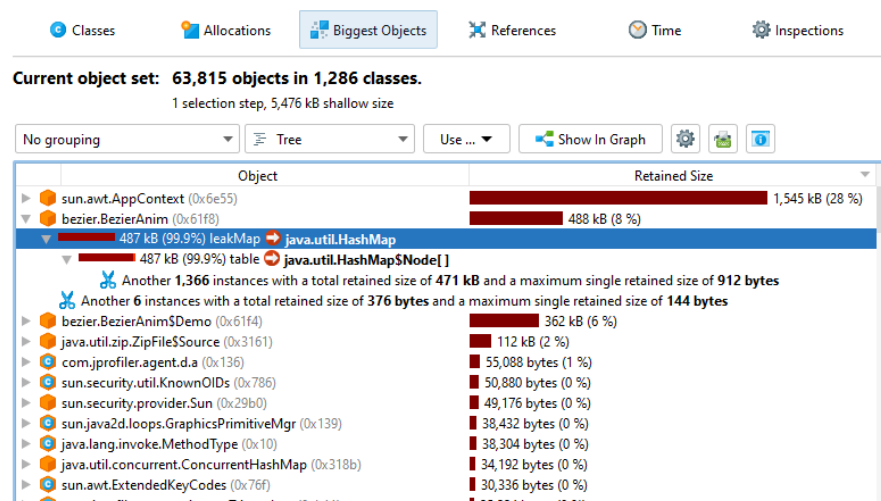 Classes Allocations Biggest Objects References Time Inspections
Current object set: 63,815 objects in 1,286 classes.
1 selection step, 5,476 kB shallow size
No grouping Tree Use ... Show In Graph
Object Retained Size
sun.awt.AppContext (0x6e55) 1,545 kB (28 %)
bezier.BezierAnim (0x61f8) 488 kB (8 %)
487 kB (99.9%) leakMap java.util.HashMap
487 kB (99.9%) table java.util.HashMap$Node[ ]
Another 1,366 instances with a total retained size of 471 kB and a maximum single retained size of 912 bytes
Another 6 instances with a total retained size of 376 bytes and a maximum single retained size of 144 bytes
bezier.BezierAnim$Demo (0x61f4) 362 kB (6 %)
java.util.zip.ZipFile$Source (0x3161) 112 kB (2 %)
com.jprofiler.agent.d.a (0x136) 55,088 bytes (1 %)
sun.security.util.KnownOIDs (0x786) 50,880 bytes (0 %)
sun.security.provider.Sun (0x29b0) 49,176 bytes (0 %)
sun.java2d.loops.GraphicsPrimitiveMgr (0x139) 38,432 bytes (0 %)
java.lang.invoke.MethodType (0x10) 38,304 bytes (0 %)
java.util.concurrent.ConcurrentHashMap (0x318b) 34,192 bytes (0 %)
sun.awt.ExtendedKeyCodes (0x76f) 30,336 bytes (0 %)